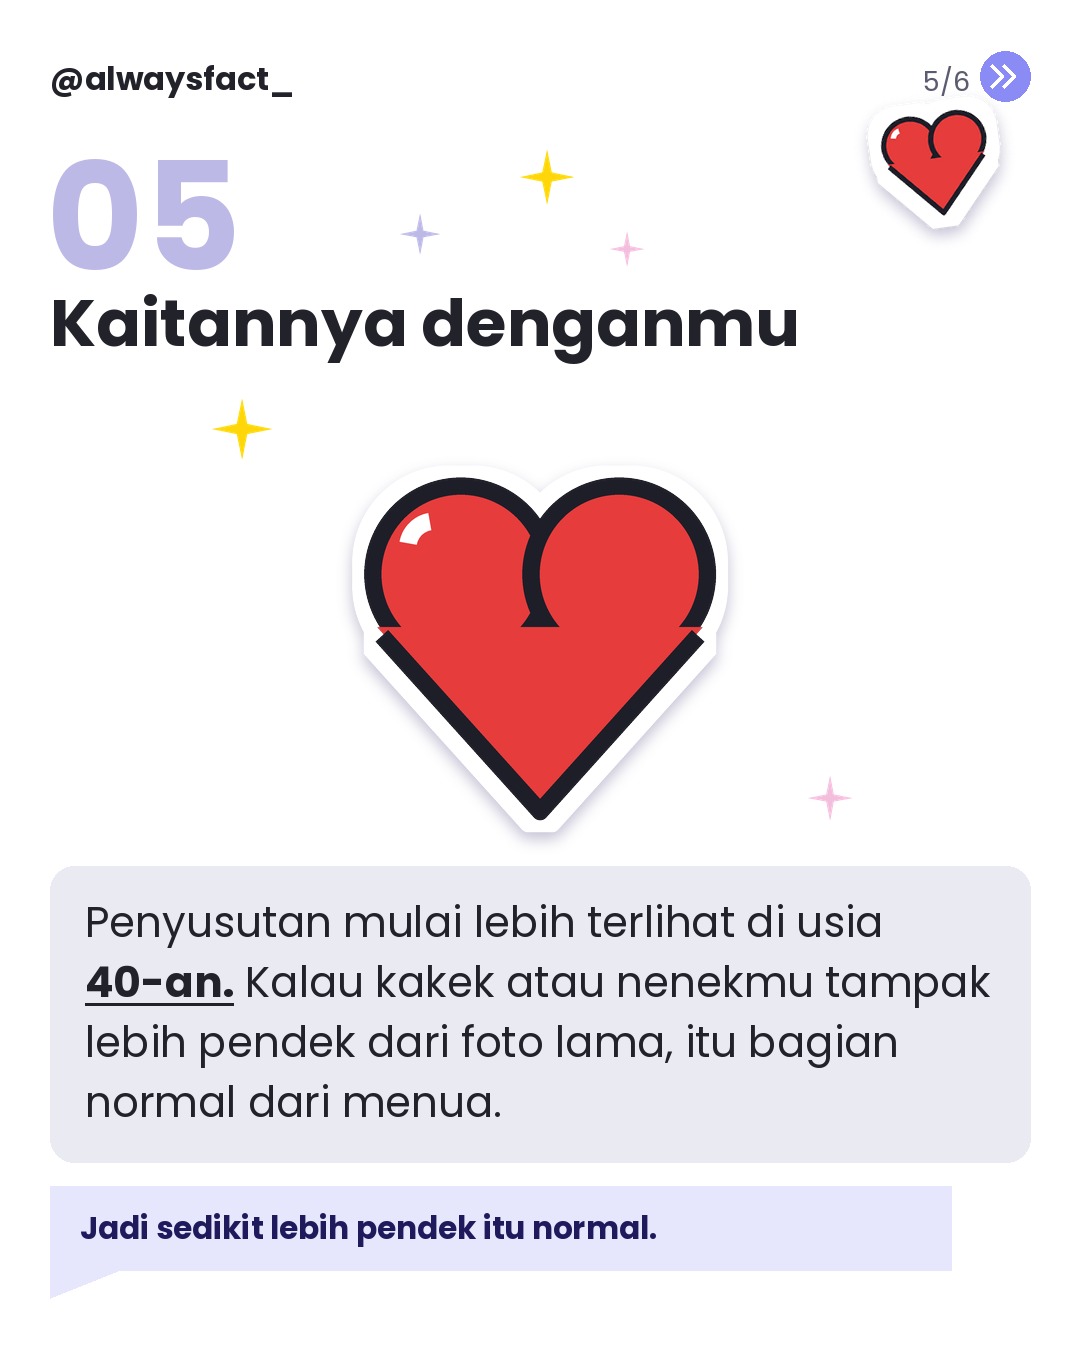 @alwaysfact_
5/6
05
Kaitannya denganmu
Penyusutan mulai lebih terlihat di usia
40-an. Kalau kakek atau nenekmu tampak
lebih pendek dari foto lama, itu bagian
normal dari menua.
Jadi sedikit lebih pendek itu normal.